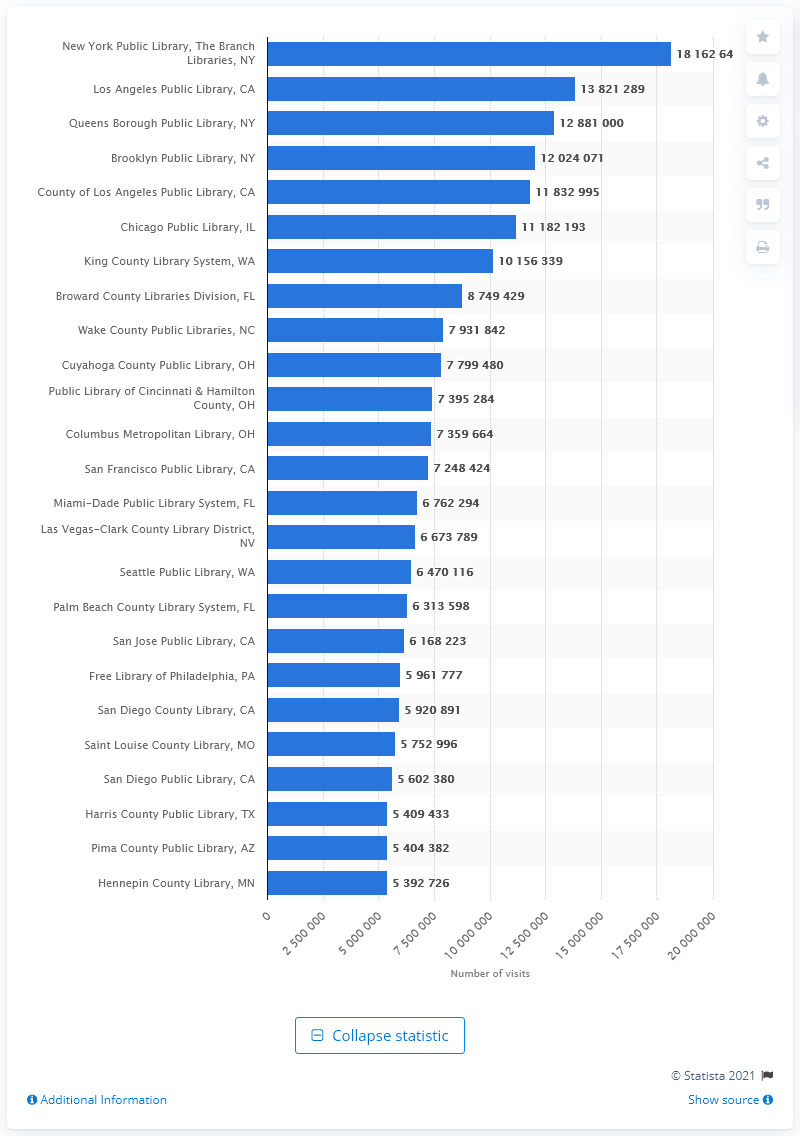 New York Public Library, The Branch
Libraries, NY
18 162 64
Los Angeles Public Library, CA
13 821 289
Queens Borough Public Library, NY
12 881 000
Brooklyn Public Library, NY
12 024 071
County of Los Angeles Public Library, CA
11 832 995
Chicago Public Library, IL
11 182 193
King County Library System, WA
10 156 339
Broward County Libraries Division, FL
8 749 429
Wake County Public Libraries, NC
7 931 842
Cuyahoga County Public Library, OH
7 799 480
Public Library of Cincinnati & Hamilton
County, OH
7 395 284
Columbus Metropolitan Library, OH
7 359 664
San Francisco Public Library, CA
7 248 424
Miami-Dade Public Library System, FL
6 762 294
Las Vegas-Clark County Library District,
NV
6 673 789
Seattle Public Library, WA
6 470 116
Palm Beach County Library System, FL
6 313 598
San Jose Public Library, CA
6 168 223
Free Library of Philadelphia, PA
5 961 777
San Diego County Library, CA
5 920 891
Saint Louise County Library, MO
5 752 996
San Diego Public Library, CA
5 602 380
Harris County Public Library, TX
5 409 433
Pima County Public Library, AZ
5 404 382
Hennepin County Library, MN
5 392 726
0
2 500 000
5 000 000
7 500 000
10 000 000
12 500 000
15 000 000
17 500 000
20 000 000
Number of visits
Collapse statistic
© Statista 2021
Additional Information
Show source